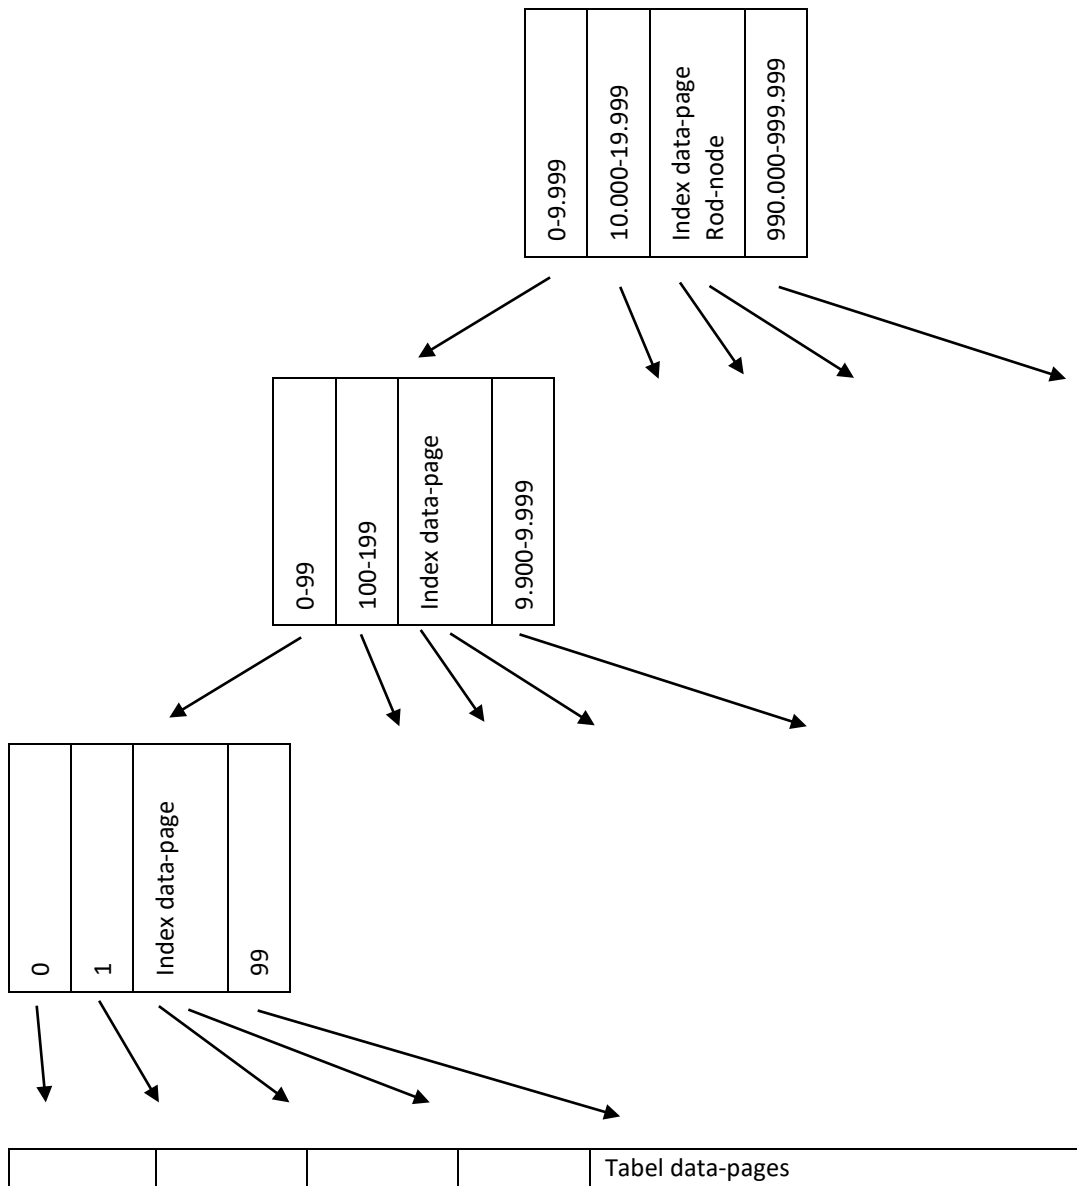 0-9.999
10.000-19.999
Index data-page
Rod-node
990.000-999.999
0-99
100-199
Index data-page
9.900-9.999
0
1
Index data-page
99
Tabel data-pages